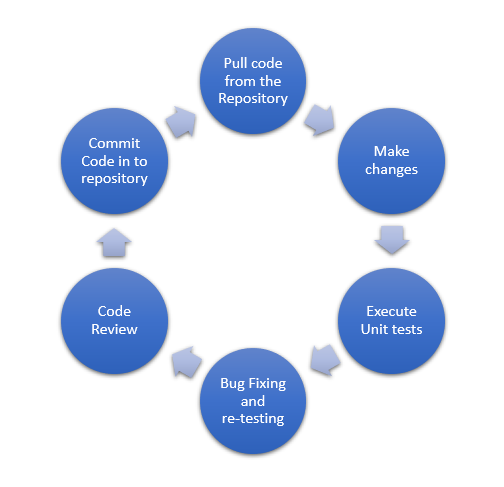 Pull code
from the
Repository
Make
changes
Execute
Unit tests
Bug Fixing
and
re-testing
Code
Review
Commit
Code in to
repository